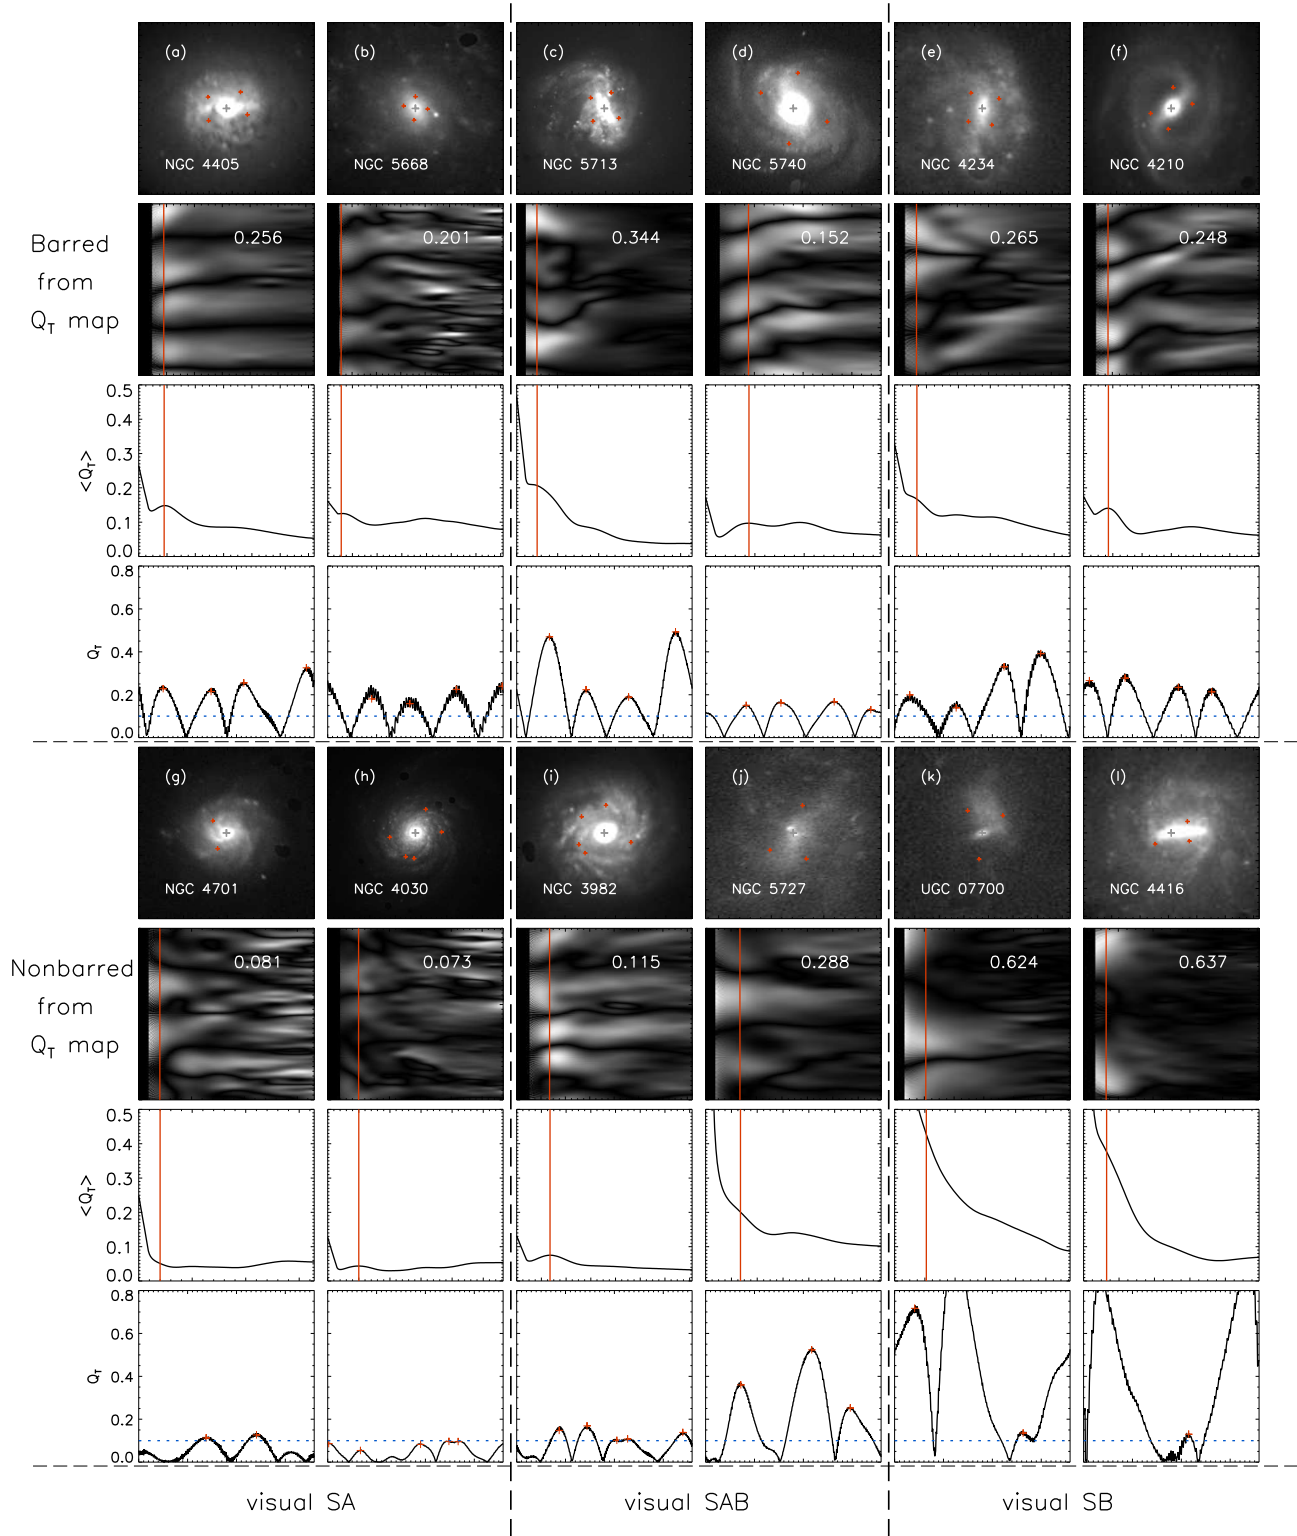 (a) (b) (c) (d) (e) (f)
NGC 4405 NGC 5668 NGC 5713 NGC 5740 NGC 4234 NGC 4210
Barred
from
Q_T map
0.256 0.201 0.344 0.152 0.265 0.248
<Q_T>
0.5
0.4
0.3
0.2
0.1
0.0
Q_T
0.8
0.6
0.4
0.2
0.0
(g) (h) (i) (j) (k) (l)
NGC 4701 NGC 4030 NGC 3982 NGC 5727 UGC 07700 NGC 4416
Nonbarred
from
Q_T map
0.081 0.073 0.115 0.288 0.624 0.637
<Q_T>
0.5
0.4
0.3
0.2
0.1
0.0
Q_T
0.8
0.6
0.4
0.2
0.0
visual SA visual SAB visual SB